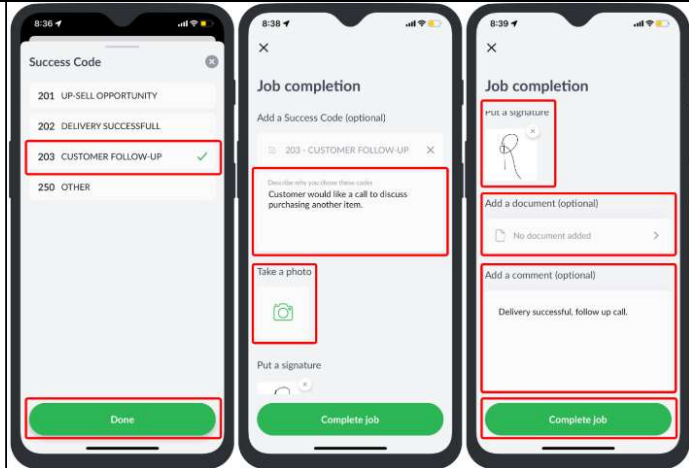 8:36
Success Code
201 UP-SELL OPPORTUNITY
202 DELIVERY SUCCESSFULL
203 CUSTOMER FOLLOW-UP
250 OTHER
Done
8:38
Job completion
Add a Success Code (optional)
203 - CUSTOMER FOLLOW-UP
Describe why you chose these codes
Customer would like a call to discuss
purchasing another item.
Take a photo
Put a signature
Complete job
8:39
Job completion
Put a signature
Add a document (optional)
No document added
Add a comment (optional)
Delivery successful, follow up call.
Complete job